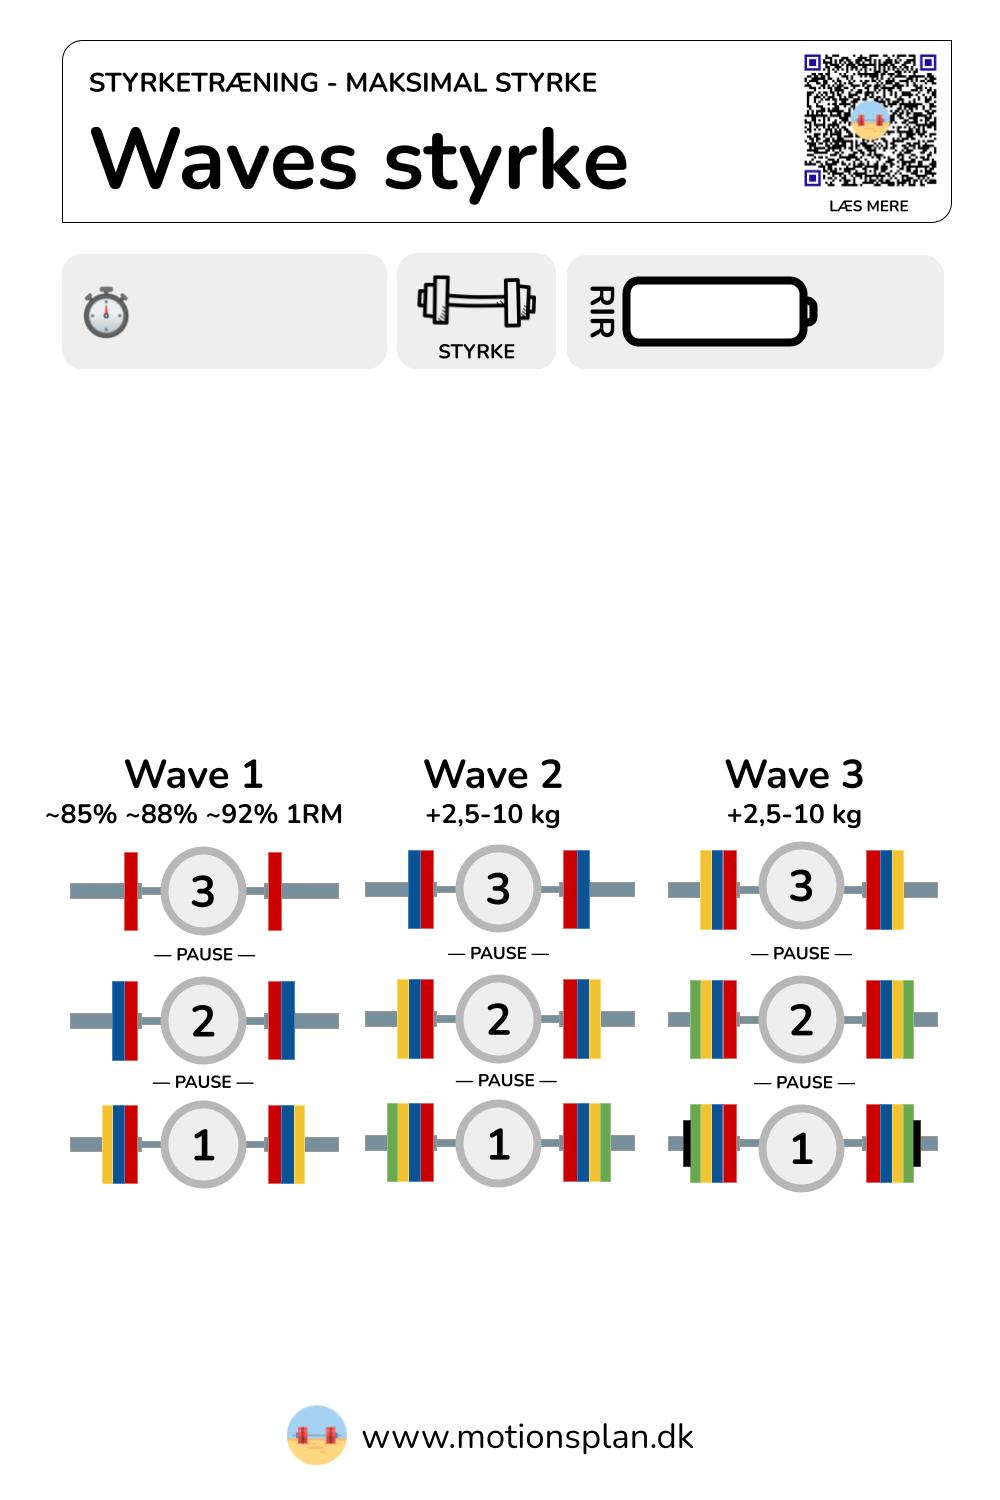 STYRKETRÆNING - MAKSIMAL STYRKE
Waves styrke
LÆS MERE
STYRKE
RIR
Wave 1
~85% ~88% ~92% 1RM
3
— PAUSE —
2
— PAUSE —
1
Wave 2
+2,5-10 kg
3
— PAUSE —
2
— PAUSE —
1
Wave 3
+2,5-10 kg
3
— PAUSE —
2
— PAUSE —
1
www.motionsplan.dk